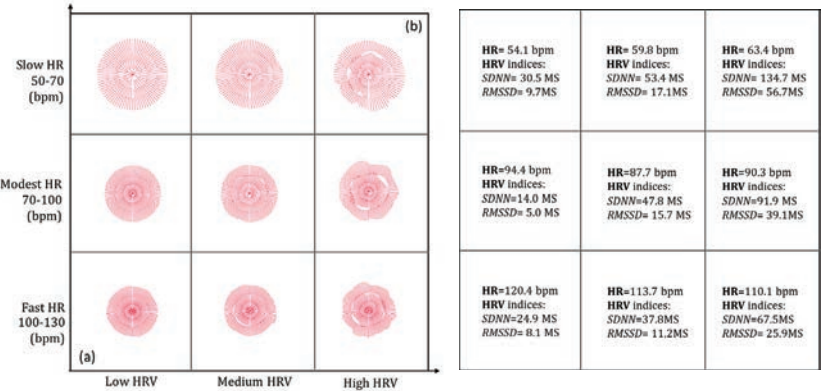 (b)
Slow HR
50-70
(bpm)
Modest HR
70-100
(bpm)
Fast HR
100-130
(bpm)
(a)
Low HRV
Medium HRV
High HRV
HR= 54.1 bpm
HRV indices:
SDNN= 30.5 MS
RMSSD= 9.7MS
HR= 59.8 bpm
HRV indices:
SDNN= 53.4 MS
RMSSD= 17.1MS
HR= 63.4 bpm
HRV indices:
SDNN= 134.7 MS
RMSSD= 56.7MS
HR=94.4 bpm
HRV indices:
SDNN=14.0 MS
RMSSD= 5.0 MS
HR=87.7 bpm
HRV indices:
SDNN=47.8 MS
RMSSD= 15.7 MS
HR=90.3 bpm
HRV indices:
SDNN=91.9 MS
RMSSD= 39.1MS
HR=120.4 bpm
HRV indices:
SDNN=24.9 MS
RMSSD= 8.1 MS
HR=113.7 bpm
HRV indices:
SDNN=37.8MS
RMSSD= 11.2MS
HR=110.1 bpm
HRV indices:
SDNN=67.5MS
RMSSD= 25.9MS